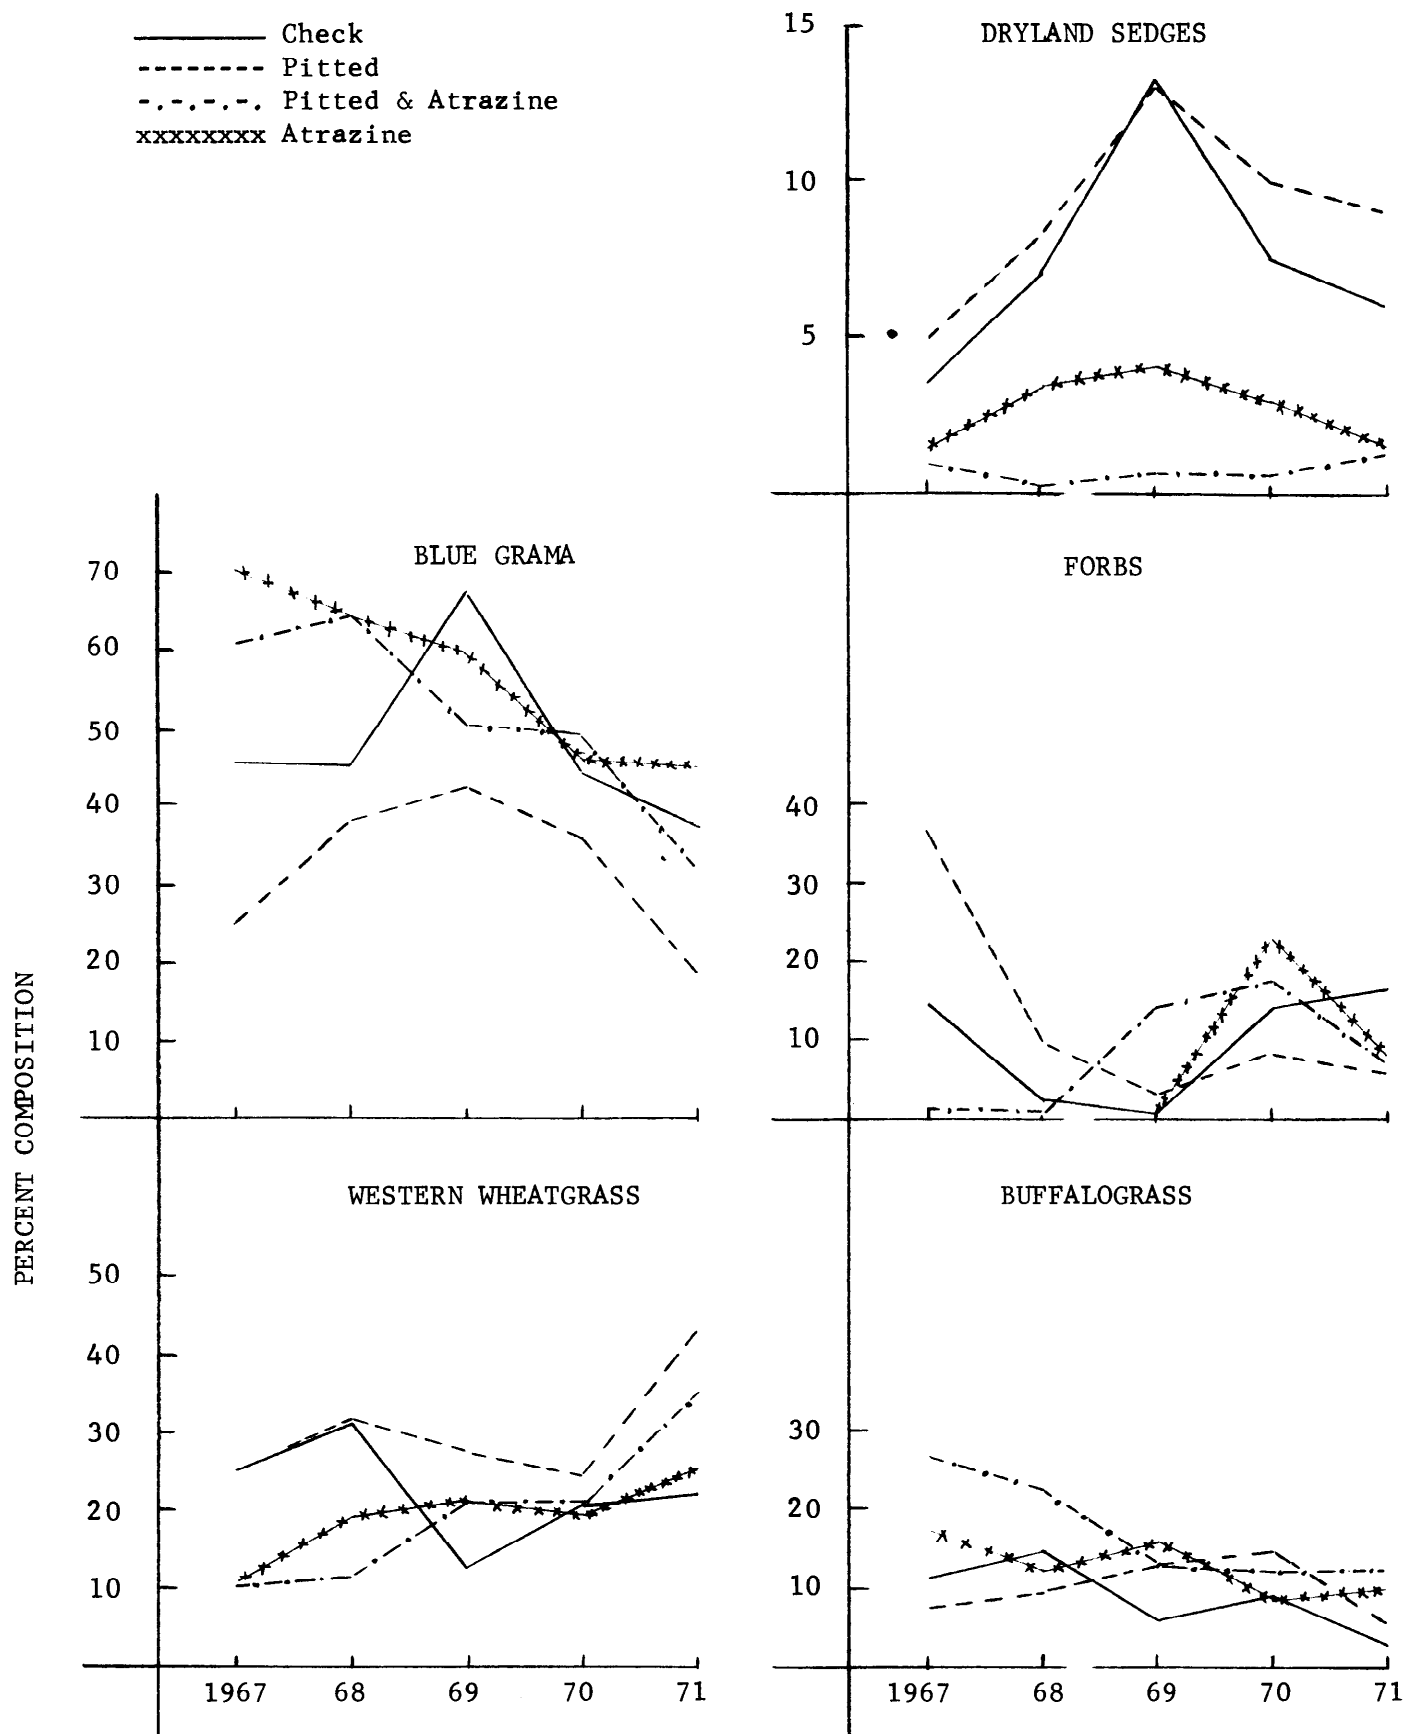 Check
Pitted
Pitted & Atrazine
xxxxxxxx Atrazine
DRYLAND SEDGES
15
10
5
BLUE GRAMA
70
60
50
40
30
20
10
FORBS
40
30
20
10
PERCENT COMPOSITION
WESTERN WHEATGRASS
50
40
30
20
10
1967 68 69 70 71
BUFFALOGRASS
30
20
10
1967 68 69 70 71